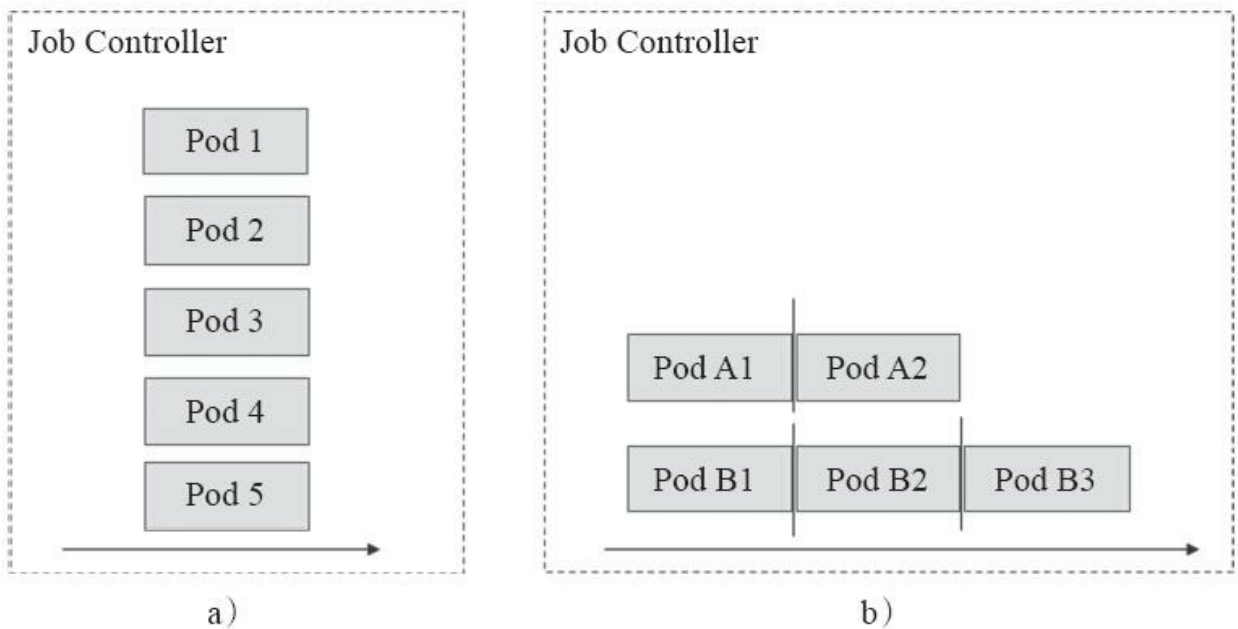 Job Controller
Pod 1
Pod 2
Pod 3
Pod 4
Pod 5
a）
Job Controller
Pod A1 Pod A2
Pod B1 Pod B2 Pod B3
b）